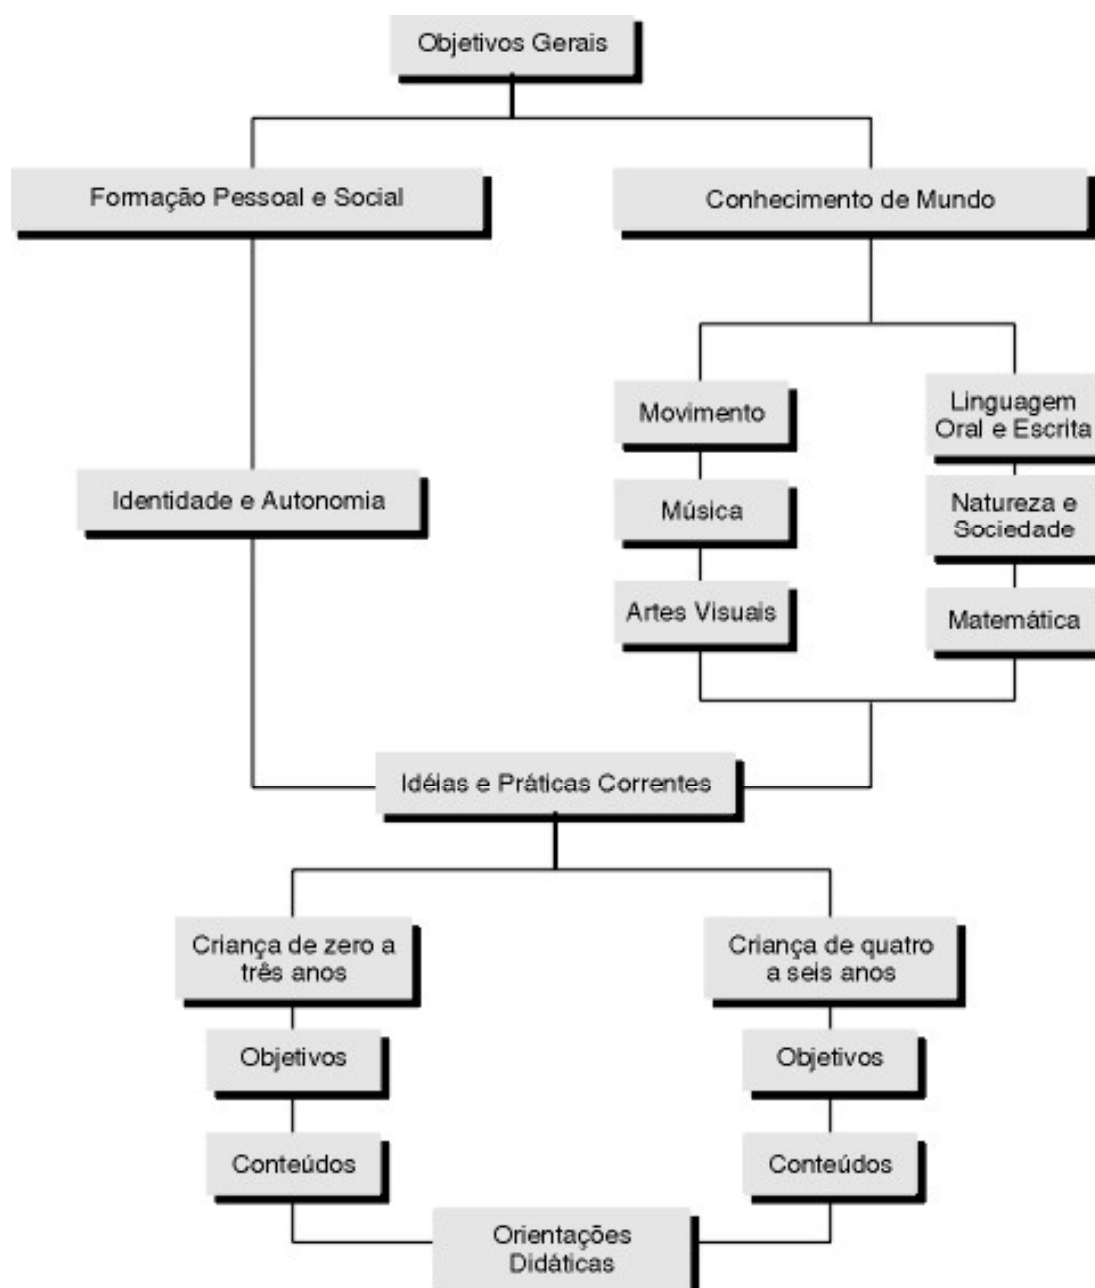 Objetivos Gerais
Formação Pessoal e Social
Conhecimento de Mundo
Movimento
Linguagem
Oral e Escrita
Identidade e Autonomia
Música
Natureza e
Sociedade
Artes Visuais
Matemática
Idéias e Práticas Correntes
Criança de zero a
três anos
Criança de quatro
a seis anos
Objetivos
Objetivos
Conteúdos
Conteúdos
Orientações
Didáticas